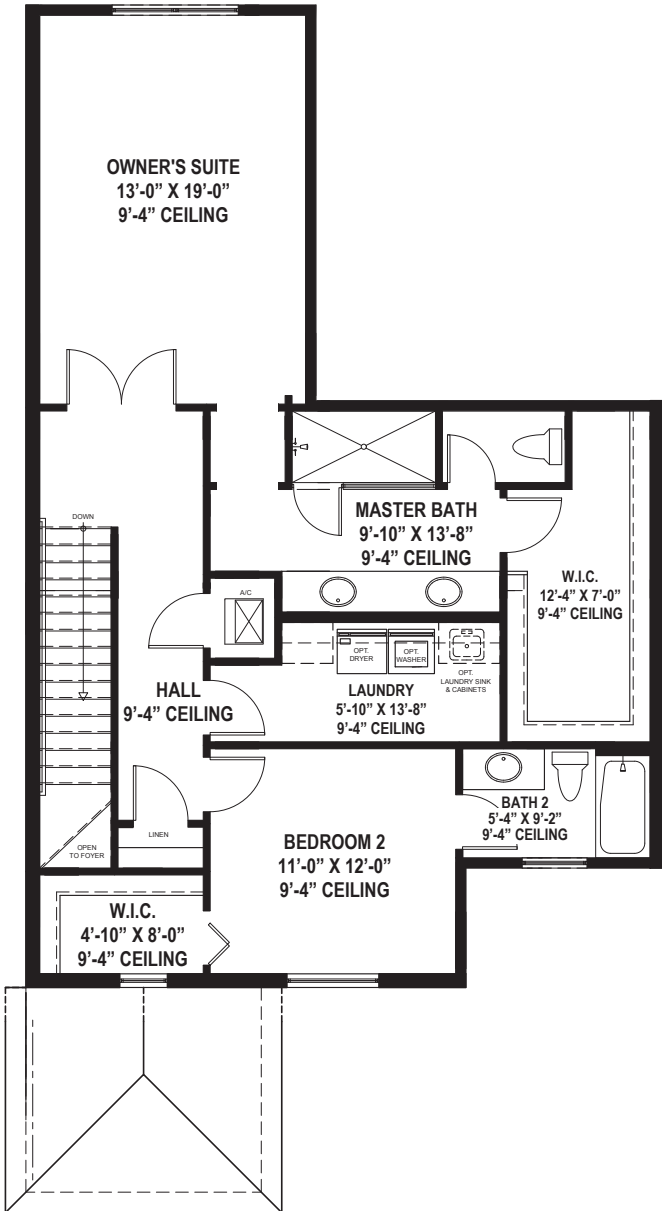 OWNER'S SUITE
13'-0” X 19'-0”
9'-4” CEILING
DOWN
MASTER BATH
9'-10” X 13'-8”
9'-4” CEILING
W.I.C.
12'-4” X 7'-0”
9'-4” CEILING
A/C
OPT.
DRYER
OPT.
WASHER
OPT.
LAUNDRY SINK
& CABINETS
HALL
9'-4” CEILING
LAUNDRY
5'-10” X 13'-8”
9'-4” CEILING
BATH 2
5'-4” X 9'-2”
9'-4” CEILING
LINEN
OPEN
TO FOYER
BEDROOM 2
11'-0” X 12'-0”
9'-4” CEILING
W.I.C.
4'-10” X 8'-0”
9'-4” CEILING